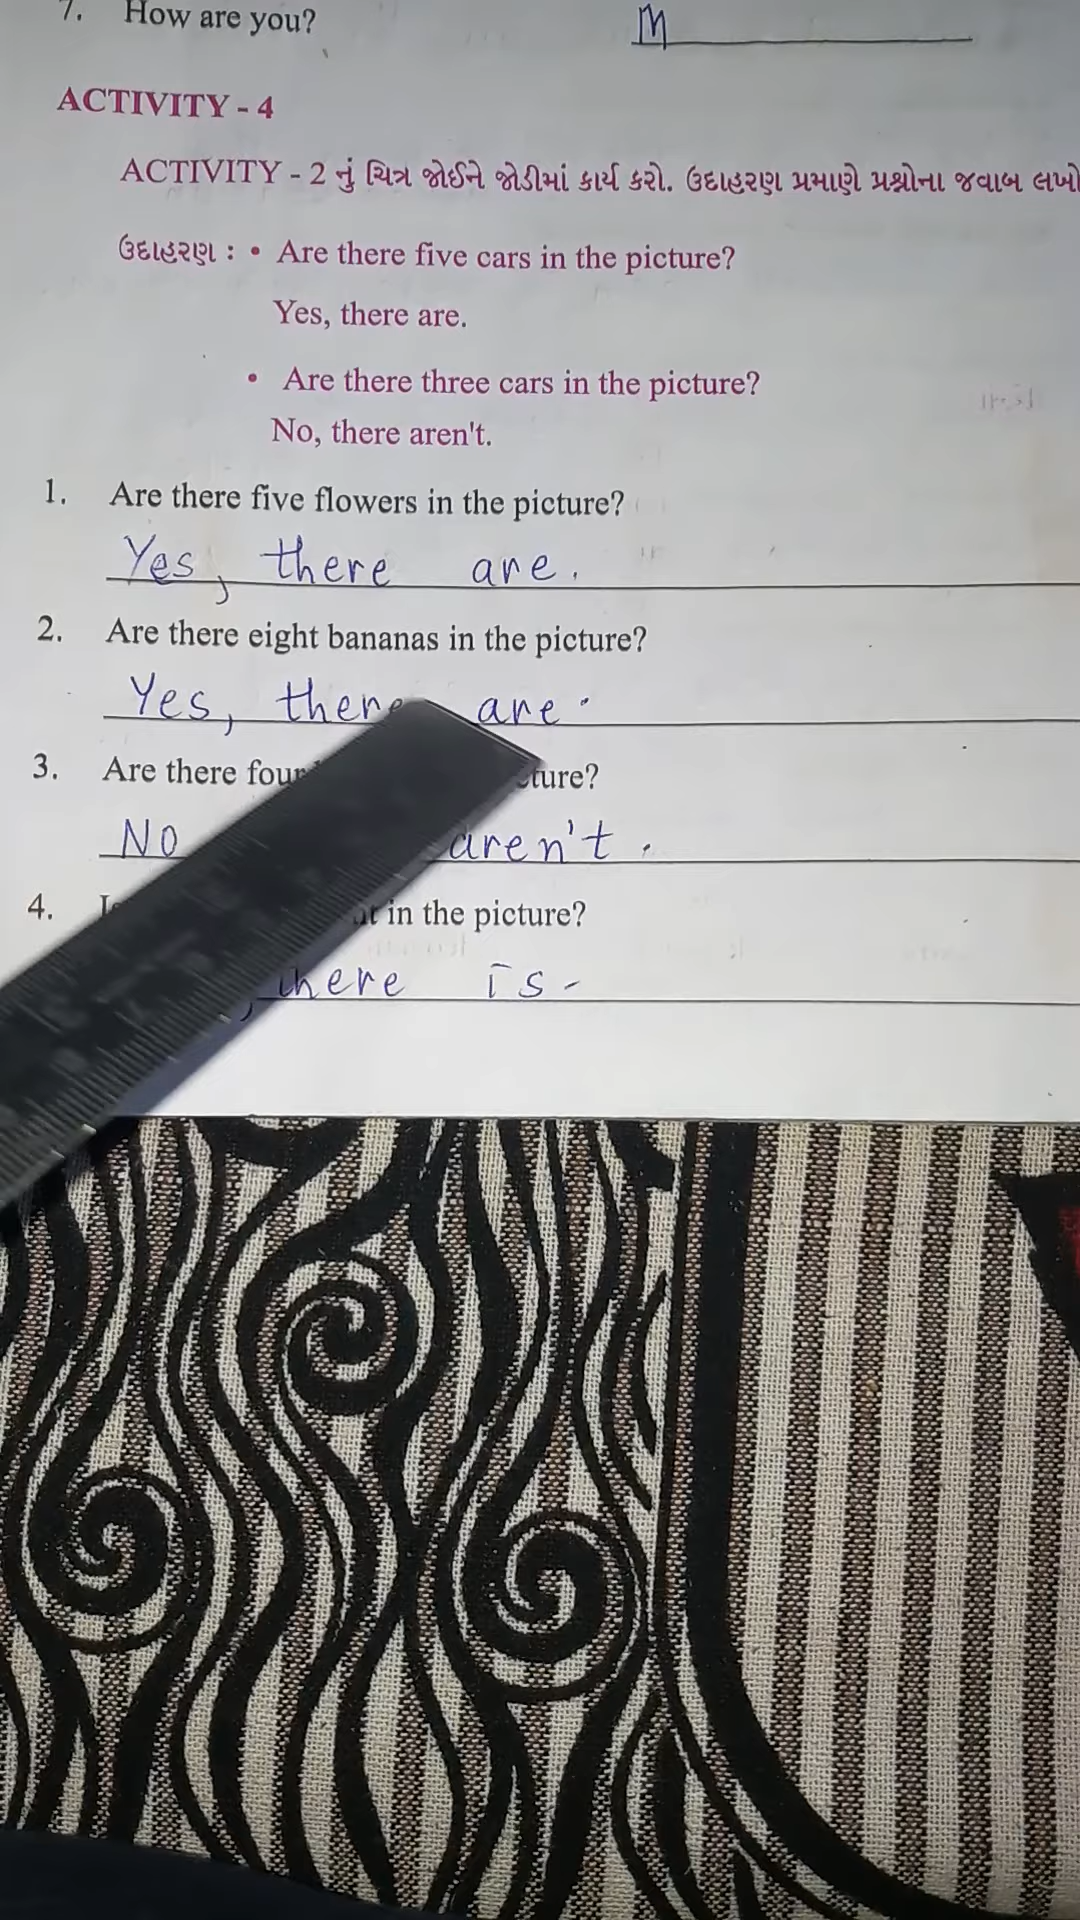 7. How are you? M
ACTIVITY - 4
ACTIVITY - 2 નું ચિત્ર જોઈને જોડીમાં કાર્ય કરો. ઉદાહરણ પ્રમાણે પ્રશ્નોના જવાબ લખો
ઉદાહરણ : • Are there five cars in the picture?
Yes, there are.
• Are there three cars in the picture?
No, there aren't.
1. Are there five flowers in the picture?
Yes, there are.
2. Are there eight bananas in the picture?
Yes, there are.
3. Are there four
No aren't.
4. in the picture?
is